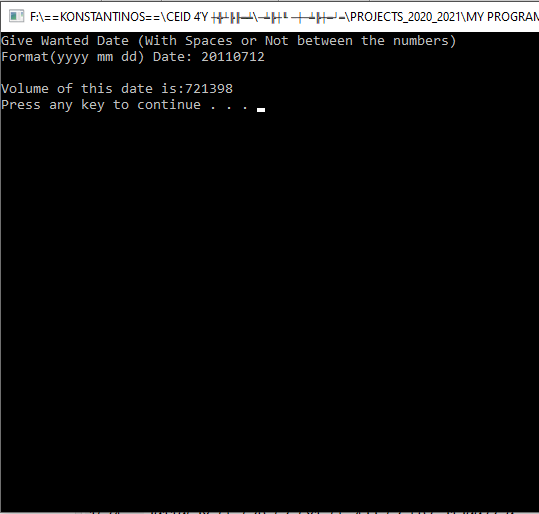 F:\==KONSTANTINOS==\CEID 4Ύ \PROJECTS_2020_2021\MY PROGRAM
Give Wanted Date (With Spaces or Not between the numbers)
Format(yyyy mm dd) Date: 20110712
Volume of this date is:721398
Press any key to continue . . .